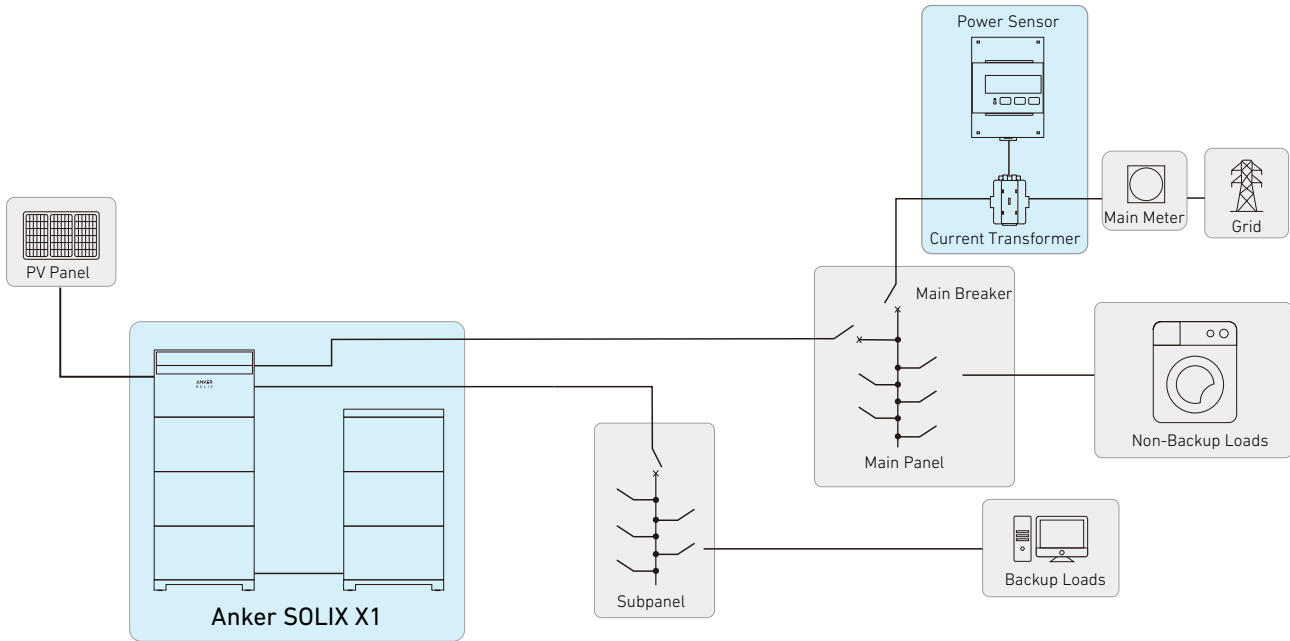 Power Sensor
Current Transformer
Main Meter
Grid
PV Panel
Main Breaker
ANKER
SOLIX
Main Panel
Non-Backup Loads
Subpanel
Backup Loads
Anker SOLIX X1